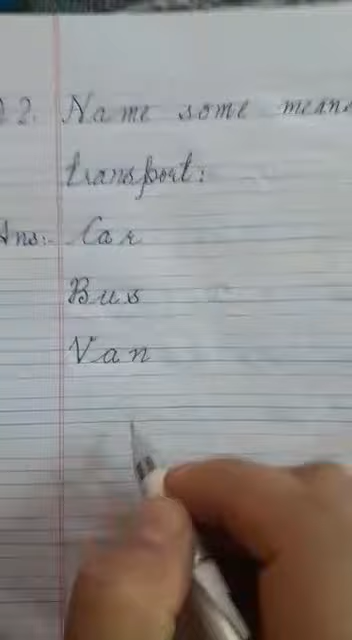 2. Name some means
transport:
Ans:- Car
Bus
Van